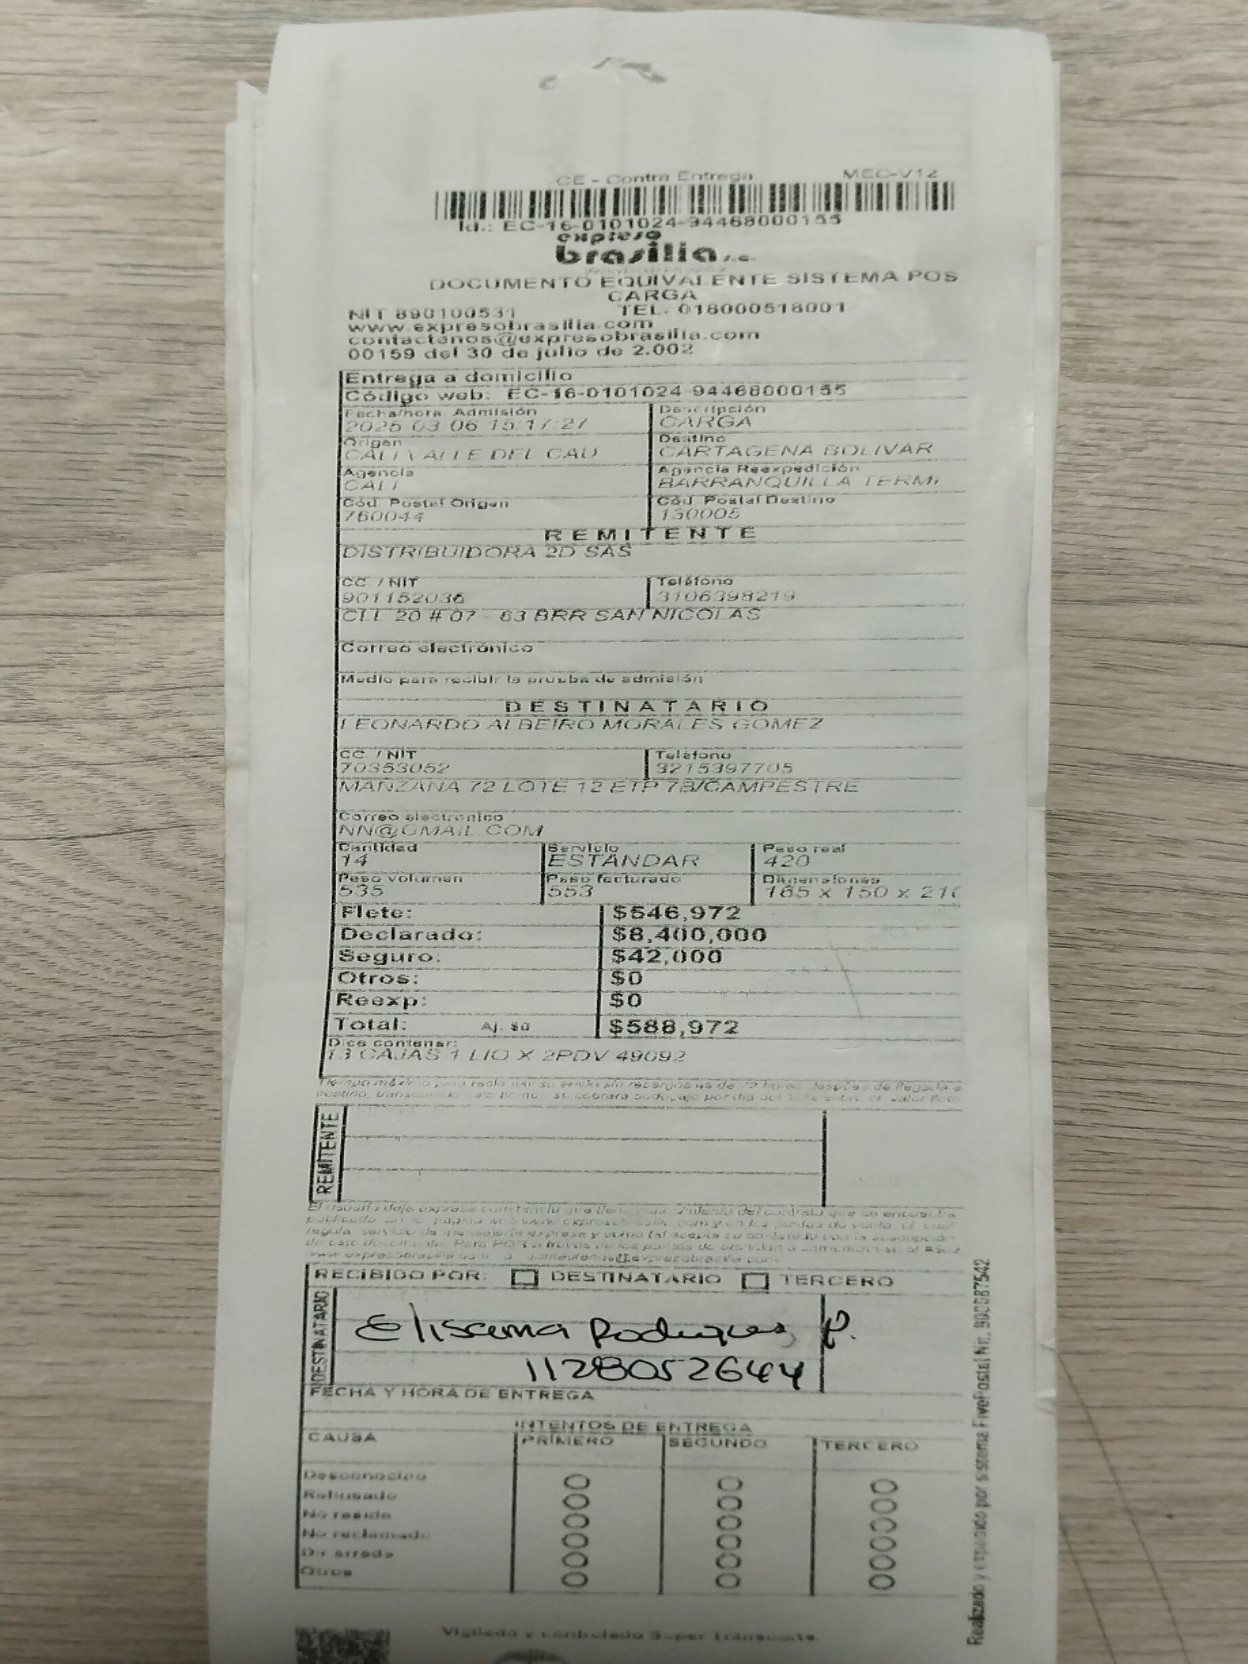 CE - Contra Entrega MEC-V12
Id.: EC-16-0101024-94468000155
expreso
brasilia s.a.
DOCUMENTO EQUIVALENTE SISTEMA POS
CARGA
NIT 890100531 TEL. 018000518001
www.expresobrasilia.com
contactenos@expresobrasilia.com
00159 del 30 de julio de 2.002
Entrega a domicilio
Código web: EC-16-0101024-94468000155
Fecha/hora. Admisión Descripción
2025 03 06 15:17:27 CARGA
Origen Destino
CALI VALLE DEL CAU CARTAGENA BOLIVAR
Agencia Agencia Reexpedición
CALI BARRANQUILLA TERMI
Cód. Postal Origen Cód. Postal Destino
760044 130005
REMITENTE
DISTRIBUIDORA 2D SAS
CC. / NIT Teléfono
901152036 3106398219
CLL 20 # 07 - 63 BRR SAN NICOLAS
Correo electrónico
Medio para recibir la prueba de admisión
DESTINATARIO
LEONARDO ALBEIRO MORALES GOMEZ
CC. / NIT Teléfono
70353052 3215397705
MANZANA 72 LOTE 12 ETP 7B/CAMPESTRE
Correo electronico
NN@GMAIL.COM
Cantidad Servicio Peso real
14 ESTANDAR 420
Peso volumen Peso facturado Dimensiones
535 553 165 x 150 x 210
Flete: $546,972
Declarado: $8,400,000
Seguro: $42,000
Otros: $0
Reexp: $0
Total: Aj. $0 $588,972
Dice contener:
13 CAJAS 1 LIO X 2PDV 49092
REMITENTE
RECIBIDO POR: DESTINATARIO TERCERO
DESTINATARIO
Eliscema Rodriguez P.
1128052644
FECHA Y HORA DE ENTREGA
INTENTOS DE ENTREGA
CAUSA PRIMERO SEGUNDO TERCERO
Desconocido
Rehusado
No reside
No reclamado
Dir errada
Otros
Vigilado y controlado Super Transporte.
Realizado y expedido por sistema FivePostal Nit. 900087542